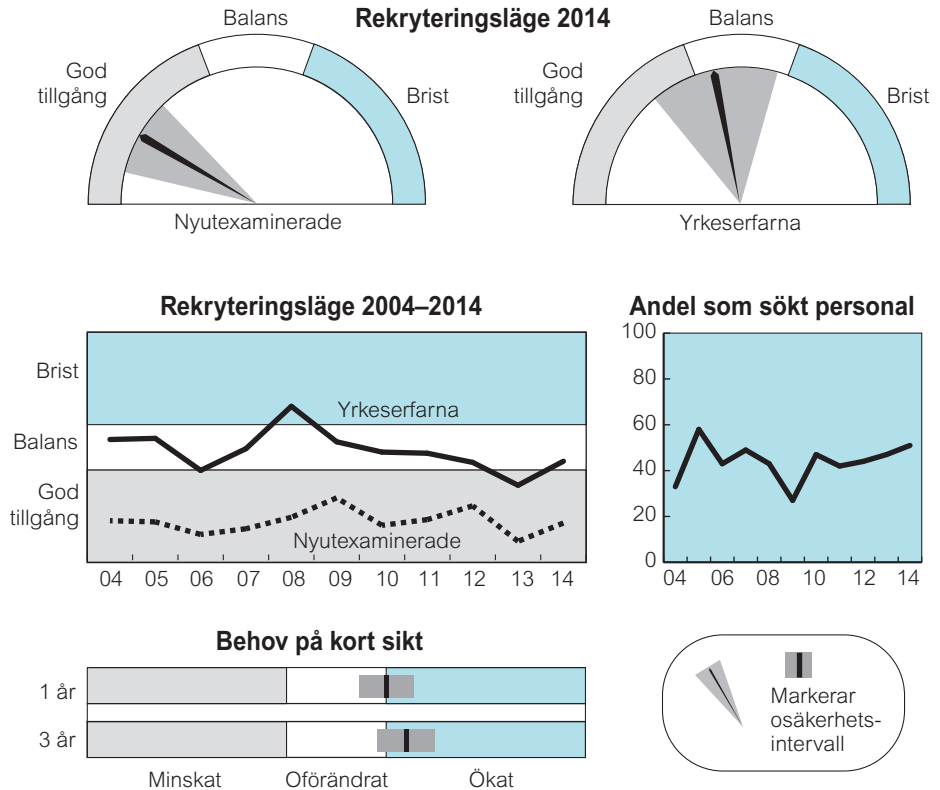 Rekryteringsläge 2014
Balans
God
tillgång
Brist
Nyutexaminerade
Balans
God
tillgång
Brist
Yrkeserfarna
Rekryteringsläge 2004–2014
Brist
Balans
God
tillgång
Yrkeserfarna
Nyutexaminerade
04 05 06 07 08 09 10 11 12 13 14
Andel som sökt personal
100
80
60
40
20
0
04 06 08 10 12 14
Behov på kort sikt
1 år
3 år
Minskat Oförändrat Ökat
Markerar
osäkerhets-
intervall